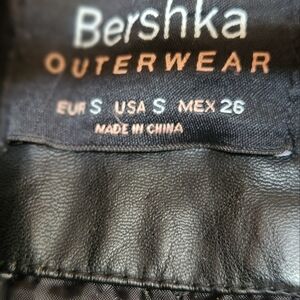 Bershka
OUTERWEAR
EUR S USA S MEX 26
MADE IN CHINA